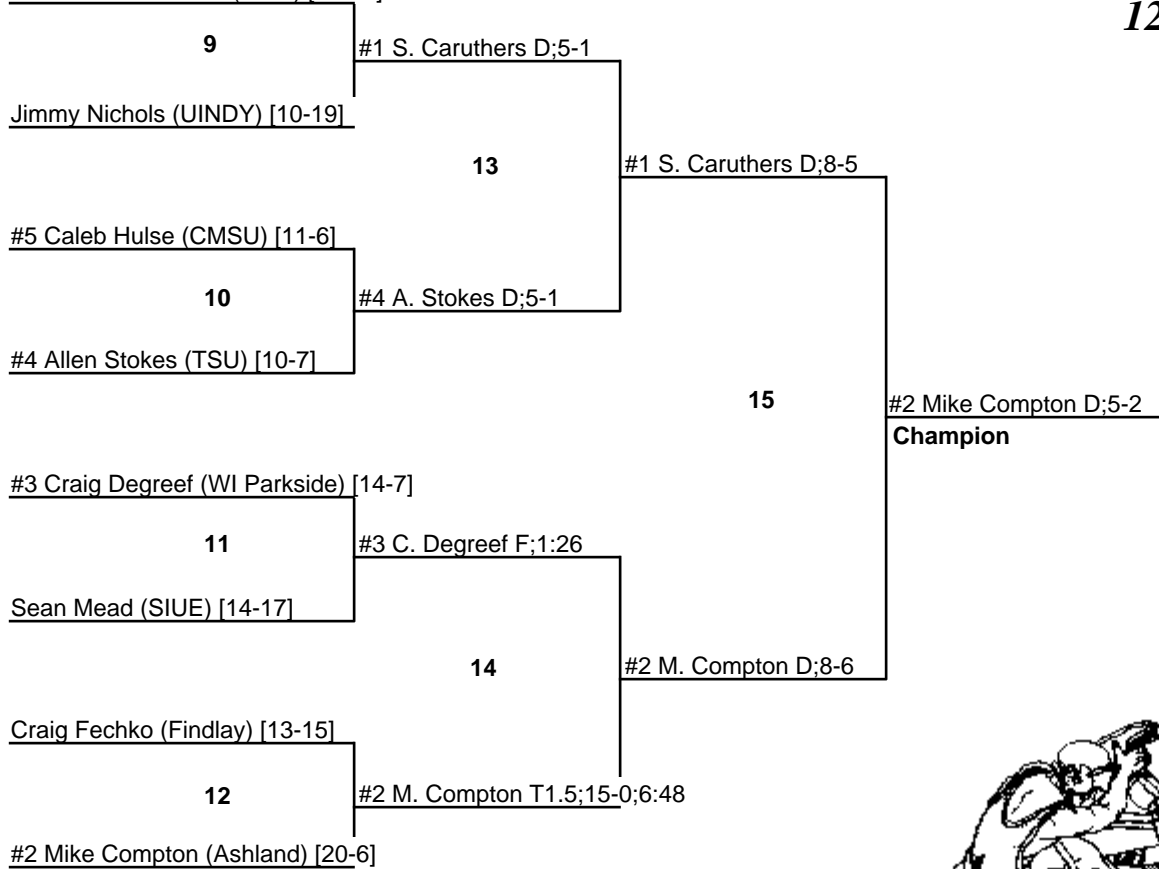 12
9
#1 S. Caruthers D;5-1
Jimmy Nichols (UINDY) [10-19]
13
#1 S. Caruthers D;8-5
#5 Caleb Hulse (CMSU) [11-6]
10
#4 A. Stokes D;5-1
#4 Allen Stokes (TSU) [10-7]
15
#2 Mike Compton D;5-2
Champion
#3 Craig Degreef (WI Parkside) [14-7]
11
#3 C. Degreef F;1:26
Sean Mead (SIUE) [14-17]
14
#2 M. Compton D;8-6
Craig Fechko (Findlay) [13-15]
12
#2 M. Compton T1.5;15-0;6:48
#2 Mike Compton (Ashland) [20-6]